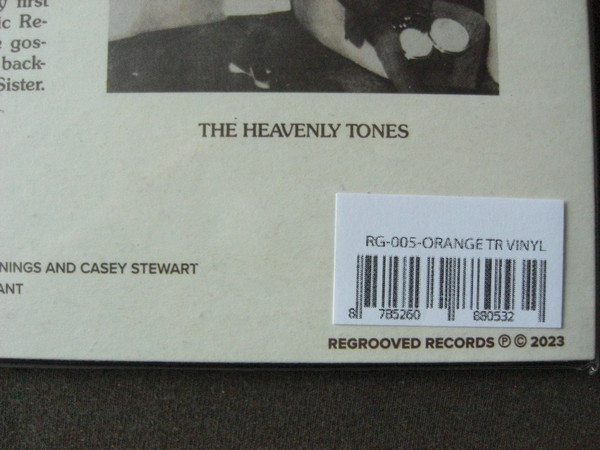 y first
ic Re-
e gos-
back-
Sister.
THE HEAVENLY TONES
NINGS AND CASEY STEWART
ANT
RG-005-ORANGE TR VINYL
8 785260 880532
REGROOVED RECORDS ℗ © 2023